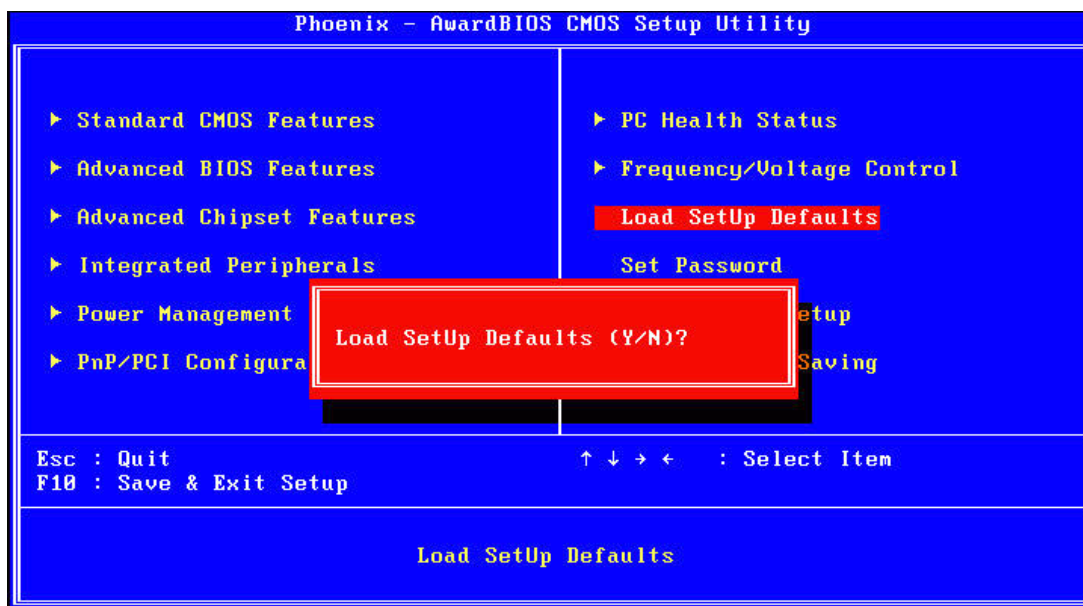 Phoenix - AwardBIOS CMOS Setup Utility
▶ Standard CMOS Features
▶ Advanced BIOS Features
▶ Advanced Chipset Features
▶ Integrated Peripherals
▶ Power Management
▶ PnP/PCI Configura
▶ PC Health Status
▶ Frequency/Voltage Control
Load SetUp Defaults
Set Password
etup
Saving
Load SetUp Defaults (Y/N)?
Esc : Quit
F10 : Save & Exit Setup
↑ ↓ → ← : Select Item
Load SetUp Defaults